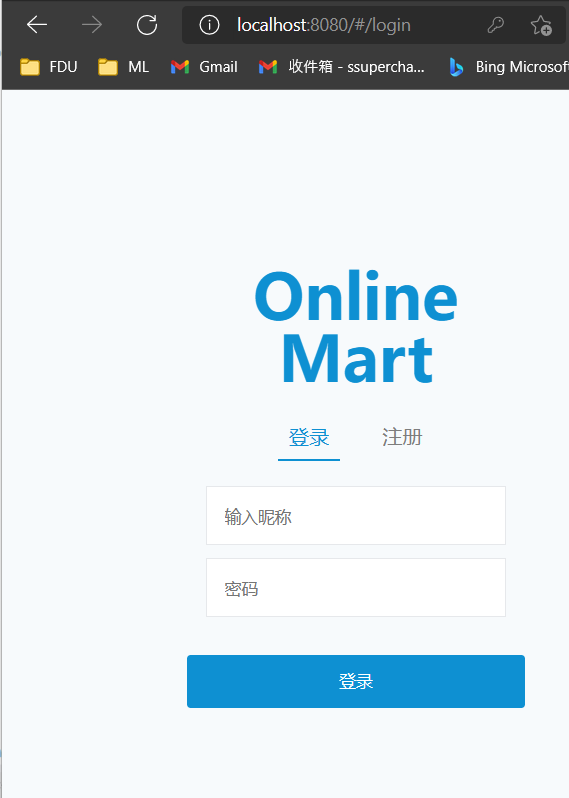 localhost:8080/#/login
FDU ML Gmail 收件箱 - ssupercha... Bing Microsof
Online
Mart
登录 注册
输入昵称
密码
登录